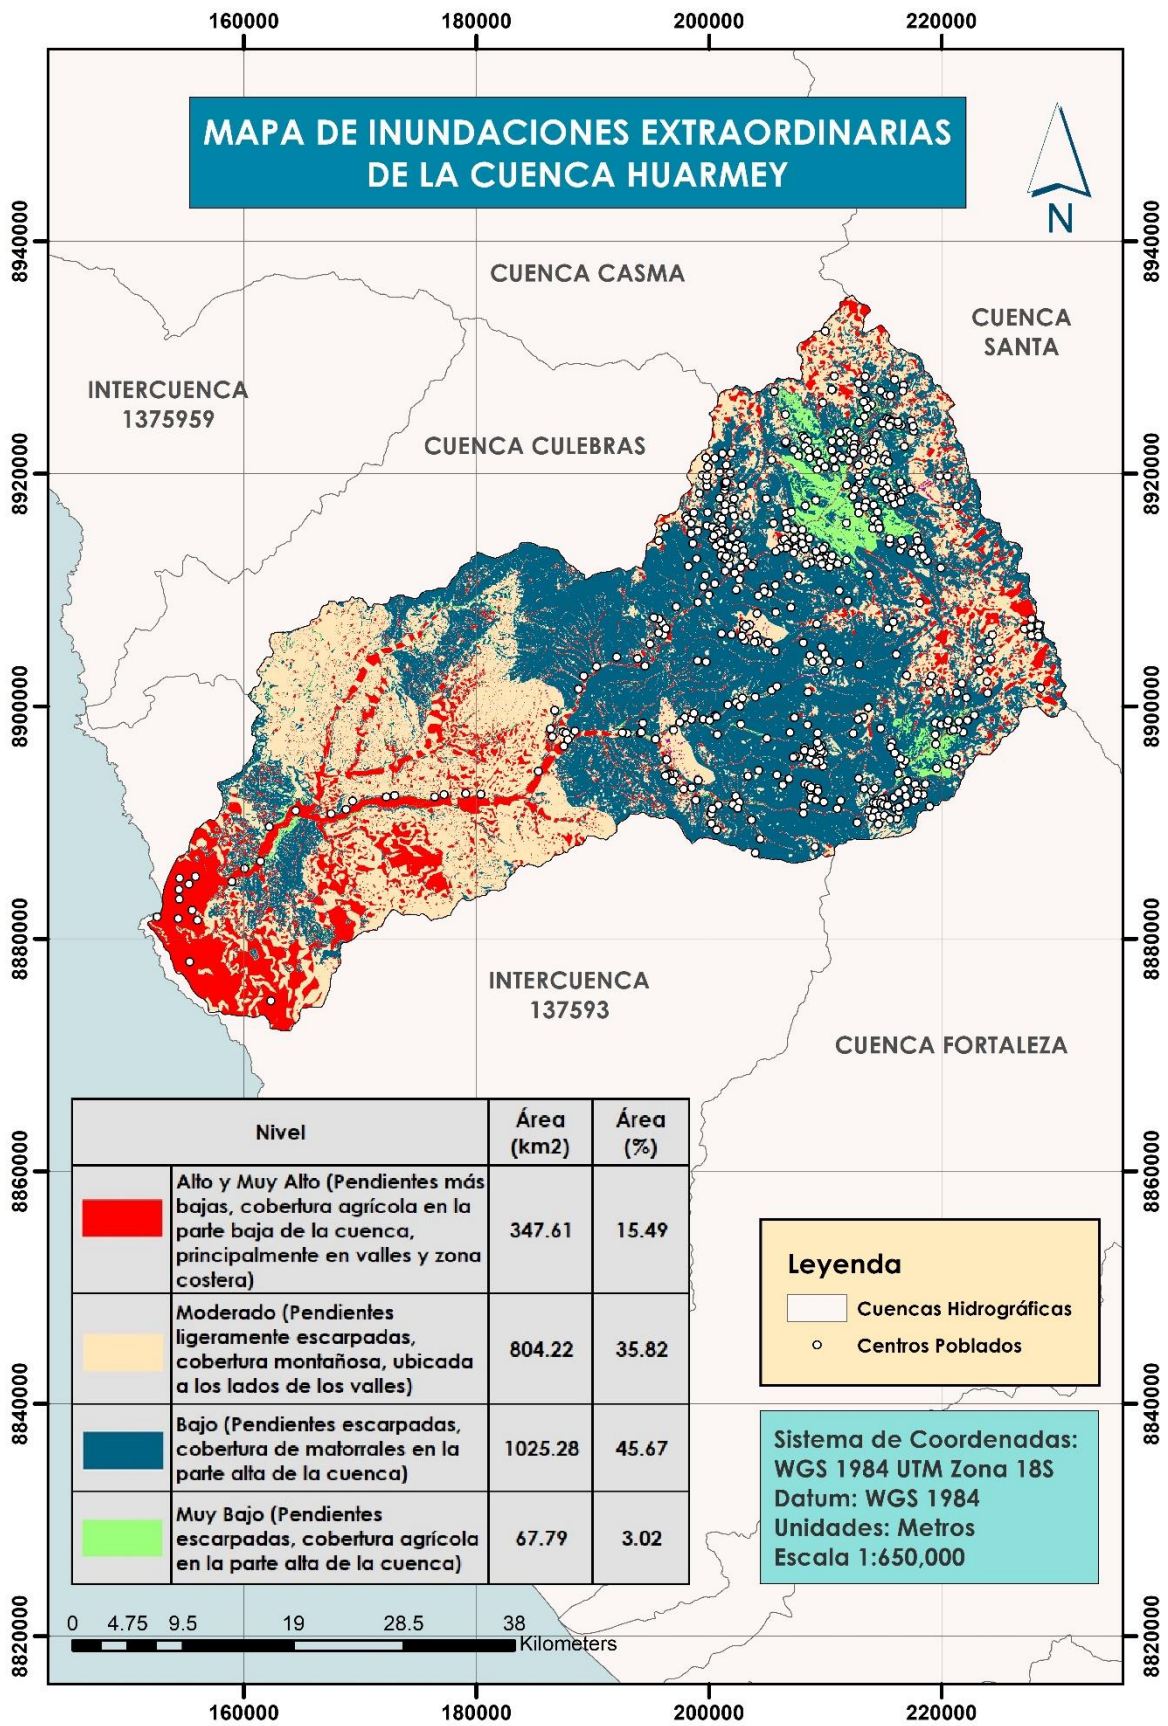 160000 180000 200000 220000
MAPA DE INUNDACIONES EXTRAORDINARIAS
DE LA CUENCA HUARMEY
N
8940000 8940000
CUENCA CASMA
CUENCA
SANTA
INTERCUENCA
1375959
CUENCA CULEBRAS
8920000 8920000
8900000 8900000
8880000 8880000
INTERCUENCA
137593
CUENCA FORTALEZA
Nivel
Área
(km2)
Área
(%)
8860000 8860000
Alto y Muy Alto (Pendientes más
bajas, cobertura agrícola en la
parte baja de la cuenca,
principalmente en valles y zona
costera)
347.61 15.49
Moderado (Pendientes
ligeramente escarpadas,
cobertura montañosa, ubicada
a los lados de los valles)
804.22 35.82
Bajo (Pendientes escarpadas,
cobertura de matorrales en la
parte alta de la cuenca)
1025.28 45.67
Muy Bajo (Pendientes
escarpadas, cobertura agrícola
en la parte alta de la cuenca)
67.79 3.02
Leyenda
Cuencas Hidrográficas
Centros Poblados
8840000 8840000
Sistema de Coordenadas:
WGS 1984 UTM Zona 18S
Datum: WGS 1984
Unidades: Metros
Escala 1:650,000
0 4.75 9.5 19 28.5 38
Kilometers
8820000 8820000
160000 180000 200000 220000